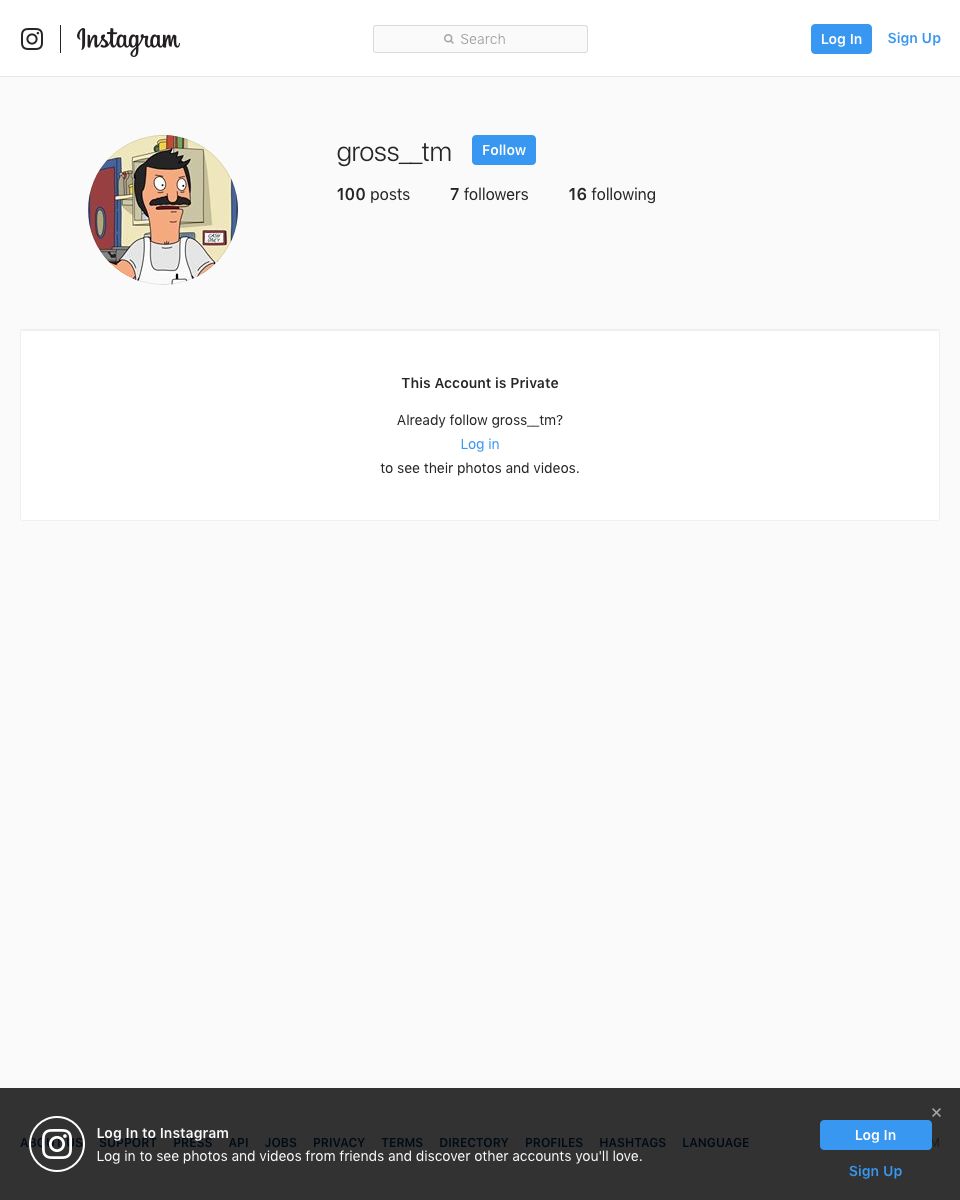 Instagram
Search
Log In
Sign Up
gross__tm
Follow
100 posts
7 followers
16 following
This Account is Private
Already follow gross__tm?
Log in
to see their photos and videos.
SUPPORT PRESS API JOBS PRIVACY TERMS DIRECTORY PROFILES HASHTAGS LANGUAGE
Log In to Instagram
Log in to see photos and videos from friends and discover other accounts you'll love.
×
Log In
Sign Up